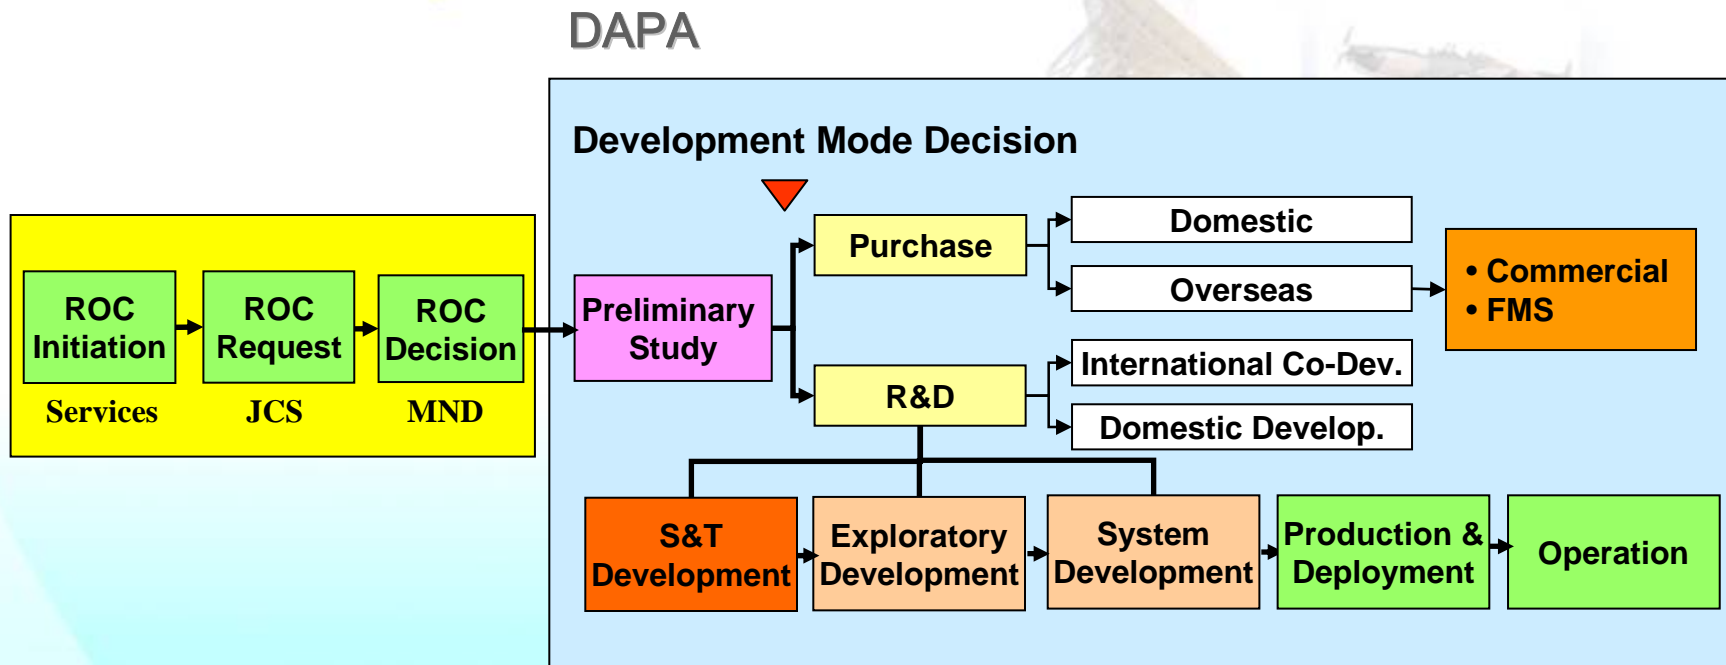 DAPA
Development Mode Decision
ROC
Initiation
ROC
Request
ROC
Decision
Services
JCS
MND
Preliminary
Study
Purchase
R&D
Domestic
Overseas
International Co-Dev.
Domestic Develop.
• Commercial
• FMS
S&T
Development
Exploratory
Development
System
Development
Production &
Deployment
Operation